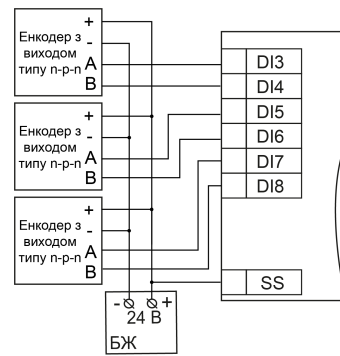 Енкодер з
виходом
типу n-p-n
+
-
A
B
Енкодер з
виходом
типу n-p-n
+
-
A
B
Енкодер з
виходом
типу n-p-n
+
-
A
B
DI3
DI4
DI5
DI6
DI7
DI8
SS
- +
24 В
БЖ